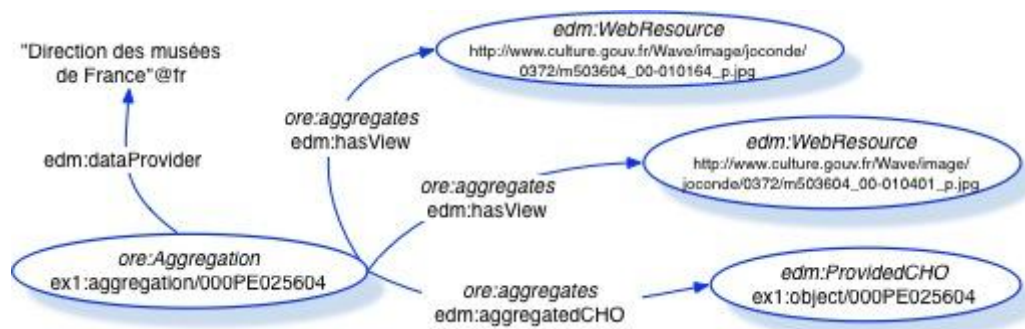 "Direction des musées
de France"@fr
edm:dataProvider
ore:Aggregation
ex1:aggregation/000PE025604
ore:aggregates
edm:hasView
edm:WebResource
http://www.culture.gouv.fr/Wave/image/joconde/
0372/m503604_00-010164_p.jpg
ore:aggregates
edm:hasView
edm:WebResource
http://www.culture.gouv.fr/Wave/image/
joconde/0372/m503604_00-010401_p.jpg
ore:aggregates
edm:aggregatedCHO
edm:ProvidedCHO
ex1:object/000PE025604